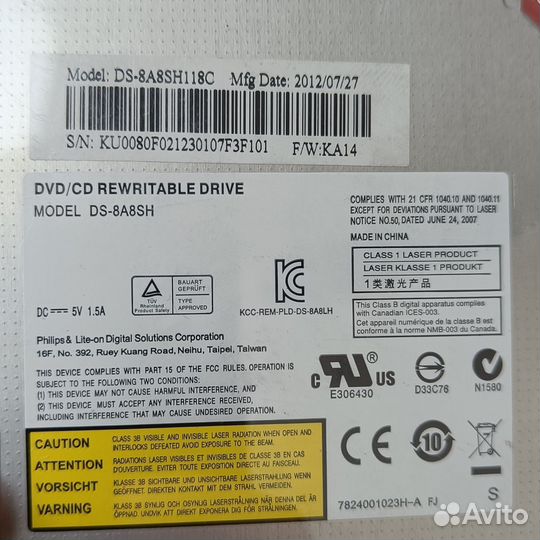 Model: DS-8A8SH118C Mfg Date: 2012/07/27
S/N: KU0080F021230107F3F101 F/W:KA14
DVD/CD REWRITABLE DRIVE
MODEL DS-8A8SH
COMPLIES WITH 21 CFR 1040.10 AND 1040.11
EXCEPT FOR DEVIATIONS PURSUANT TO LASER
NOTICE NO.50, DATED JUNE 24, 2007
MADE IN CHINA
CLASS 1 LASER PRODUCT
LASER KLASSE 1 PRODUKT
1类激光产品
DC 5V 1.5A
TÜV
Rheinland
Product Safety
BAUART
GEPRÜFT
TYPE
APPROVED
KCC-REM-PLD-DS-8A8LH
This Class B digital apparatus complies
with Canadian ICES-003.
Cet appareil numérique de la classe B est
conforme à la norme NMB-003 du Canada.
Philips & Lite-on Digital Solutions Corporation
16F, No. 392, Ruey Kuang Road, Neihu, Taipei, Taiwan
THIS DEVICE COMPLIES WITH PART 15 OF THE FCC RULES. OPERATION IS
SUBJECT TO THE FOLLOWING TWO CONDITIONS:
(1)THIS DEVICE MAY NOT CAUSE HARMFUL INTERFERENCE, AND
(2)THIS DEVICE MUST ACCEPT ANY INTERFERENCE RECEIVED,
INCLUDING INTERFERENCE THAT MAY CAUSE UNDESIRED OPERATION.
c RU US
E306430
D33C76
N1580
CAUTION CLASS 3B VISIBLE AND INVISIBLE LASER RADIATION WHEN OPEN AND
INTERLOCKS DEFEATED AVOID EXPOSURE TO THE BEAM.
ATTENTION RADIATIONS LASER VISIBLES ET INVISIBLES DE CLASSE 3B EN CAS
D'OUVERTURE. EVITER TOUTE EXPOSITION AU FAISCEAU.
VORSICHT KLASSE 3B SICHTBARE UND UNSICHTBARE LASERSTRAHLUNG WENN
ABDECKUNG GEÖFFNET. NICHT DEM STRAHL AUSSETZEN.
VARNING KLASS 3B SYNLIG OCH OSYNLIG LASERSTRÅLNING NÄR DENNA DEL ÄR
ÖPPNAD. UNDVIK ATT DIREKT EXPONERA DIG FÖR STRÅLEN.
CE
10
7824001023H-A FJ
S
Avito